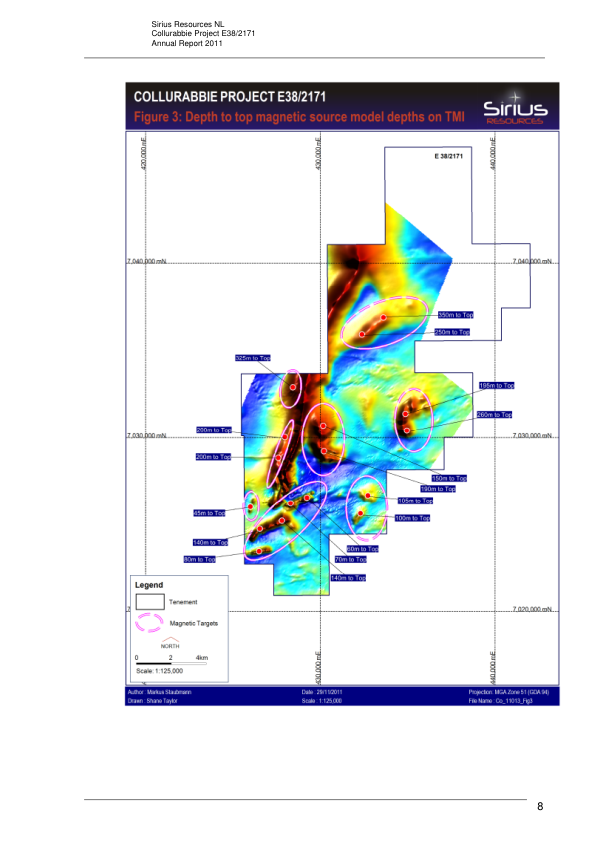 Sirius Resources NL
Collurabbie Project E38/2171
Annual Report 2011
COLLURABBIE PROJECT E38/2171
Figure 3: Depth to top magnetic source model depths on TMI
Sirius
RESOURCES
420,000 mE
430,000 mE
440,000 mE
E 38/2171
7,040,000 mN
7,040,000 mN
350m to Top
250m to Top
325m to Top
195m to Top
260m to Top
200m to Top
7,030,000 mN
7,030,000 mN
200m to Top
150m to Top
190m to Top
105m to Top
45m to Top
100m to Top
140m to Top
60m to Top
80m to Top
70m to Top
140m to Top
Legend
Tenement
7,020,000 mN
Magnetic Targets
NORTH
0 2 4km
Scale: 1:125,000
430,000 mE
440,000 mE
Author : Markus Staubmann
Date : 29/11/2011
Projection: MGA Zone 51 (GDA 94)
Drawn : Shane Taylor
Scale : 1:125,000
File Name : Co_11013_Fig3
8